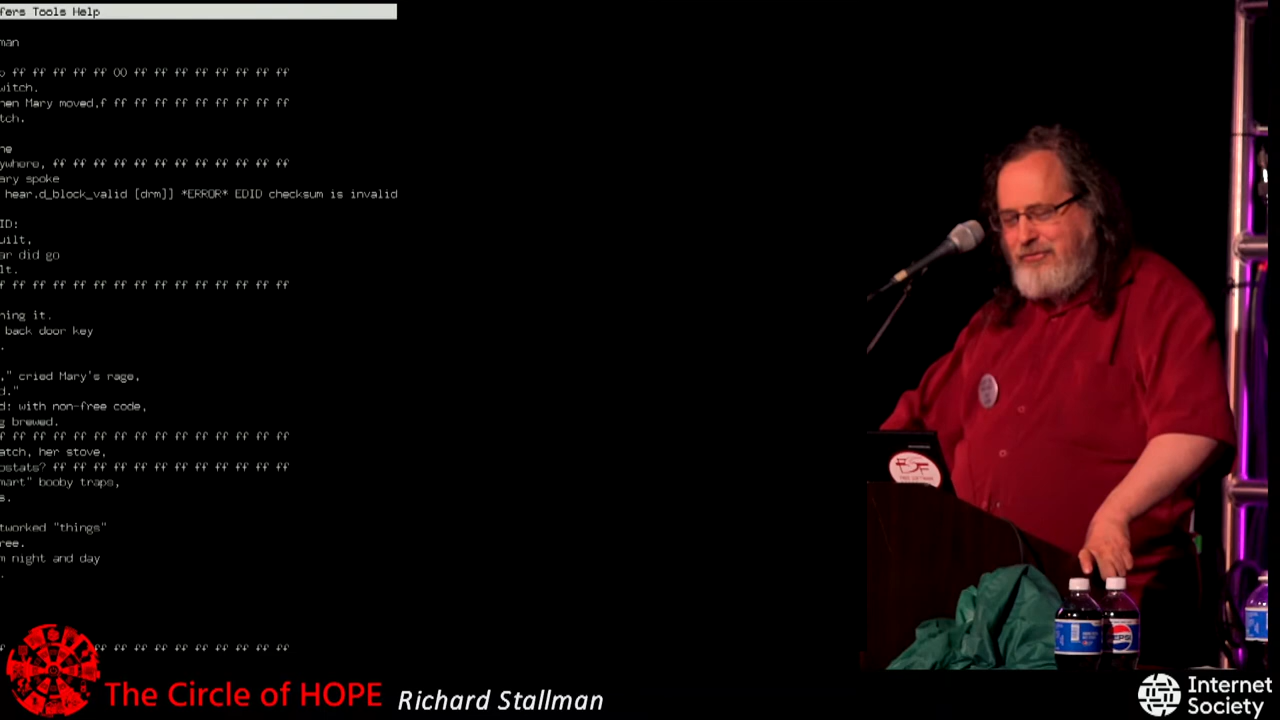 fers Tools Help
man
ff ff ff ff ff 00 ff ff ff ff ff ff ff ff
witch.
hen Mary moved,f ff ff ff ff ff ff ff ff ff
tch.
he
ywhere, ff ff ff ff ff ff ff ff ff ff ff ff
ary spoke
hear.d_block_valid [drm]] *ERROR* EDID checksum is invalid
ID:
uilt,
ar did go
lt.
f ff ff ff ff ff ff ff ff ff ff ff ff ff ff
hing it.
back door key
." cried Mary's rage,
d."
d: with non-free code,
g brewed.
f ff ff ff ff ff ff ff ff ff ff ff ff ff ff
atch, her stove,
ostats? ff ff ff ff ff ff ff ff ff ff ff ff
mart" booby traps,
s.
tworked "things"
ree.
m night and day
ff ff ff ff ff ff ff ff ff ff
FSF
PEPSI
The Circle of HOPE
Richard Stallman
Internet
Society